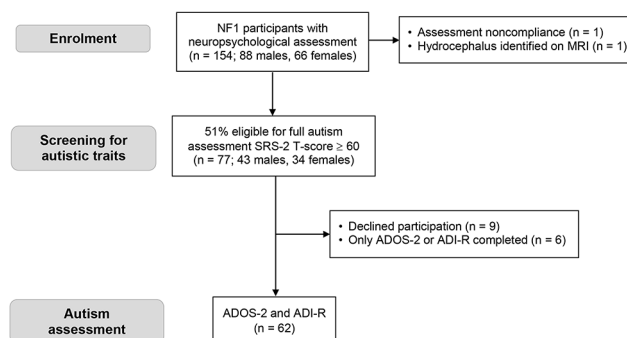 Enrolment
NF1 participants with
neuropsychological assessment
(n = 154; 88 males, 66 females)
• Assessment noncompliance (n = 1)
• Hydrocephalus identified on MRI (n = 1)
Screening for
autistic traits
51% eligible for full autism
assessment SRS-2 T-score ≥ 60
(n = 77; 43 males, 34 females)
• Declined participation (n = 9)
• Only ADOS-2 or ADI-R completed (n = 6)
Autism
assessment
ADOS-2 and ADI-R
(n = 62)